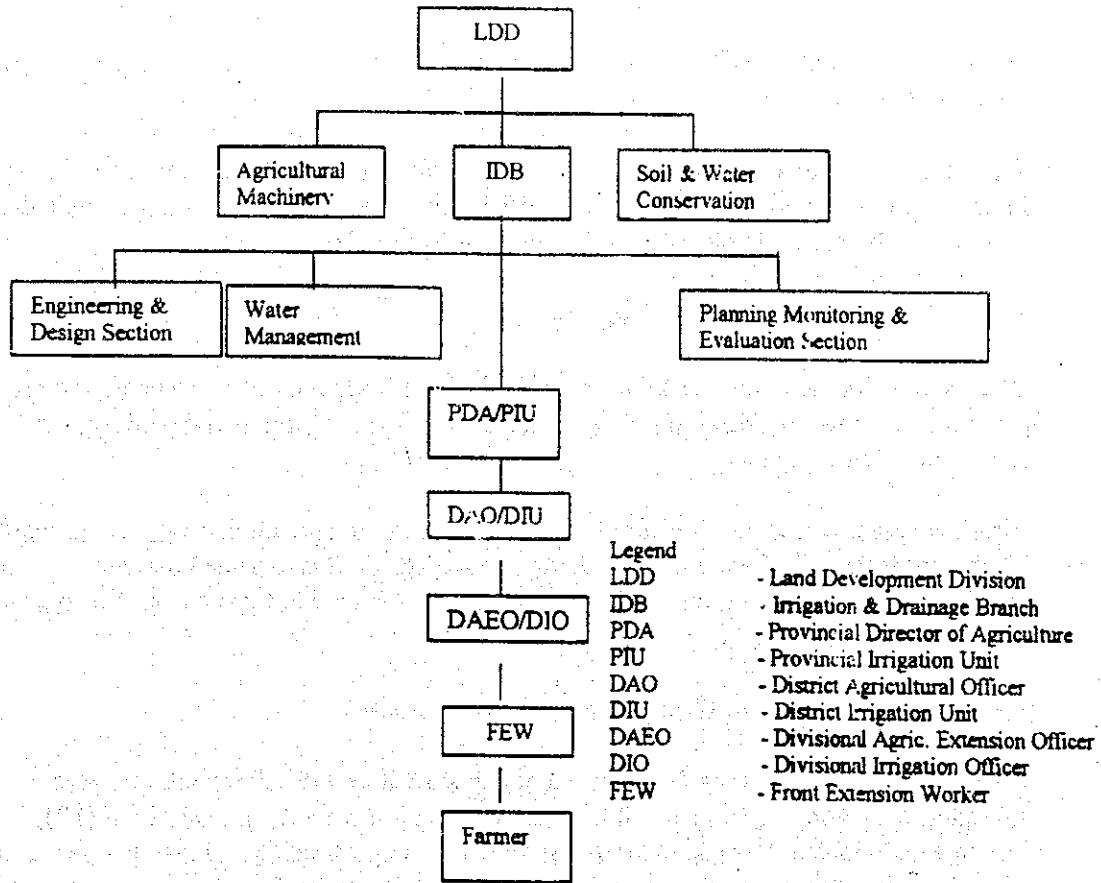 LDD
Agricultural
Machinery
IDB
Soil & Water
Conservation
Engineering &
Design Section
Water
Management
Planning Monitoring &
Evaluation Section
PDA/PIU
DAO/DIU
DAEO/DIO
FEW
Farmer
Legend
LDD - Land Development Division
IDB - Irrigation & Drainage Branch
PDA - Provincial Director of Agriculture
PIU - Provincial Irrigation Unit
DAO - District Agricultural Officer
DIU - District Irrigation Unit
DAEO - Divisional Agric. Extension Officer
DIO - Divisional Irrigation Officer
FEW - Front Extension Worker